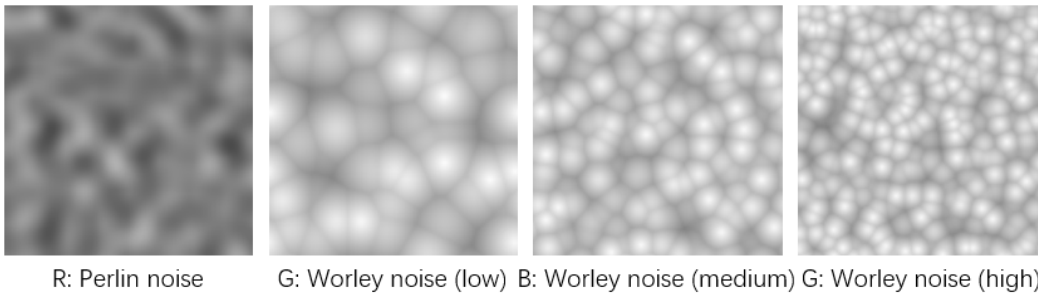 R: Perlin noise
G: Worley noise (low)
B: Worley noise (medium)
G: Worley noise (high)